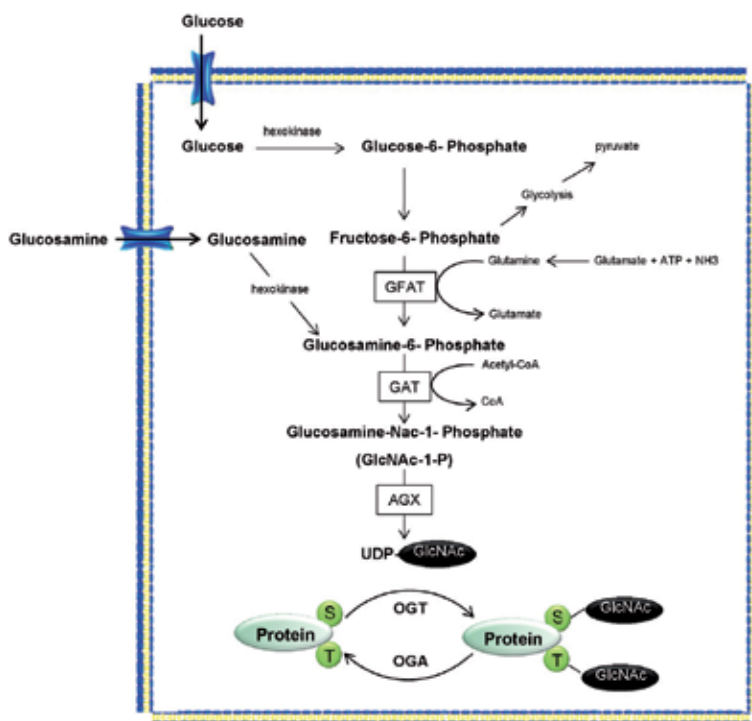 Glucose
Glucose
hexokinase
Glucose-6- Phosphate
pyruvate
Glycolysis
Glucosamine
Glucosamine
Fructose-6- Phosphate
Glutamine
Glutamate + ATP + NH3
GFAT
hexokinase
Glutamate
Glucosamine-6- Phosphate
Acetyl-CoA
GAT
CoA
Glucosamine-Nac-1- Phosphate
(GlcNAc-1-P)
AGX
UDP-GlcNAc
Protein
S
T
OGT
OGA
Protein
S
T
GlcNAc
GlcNAc